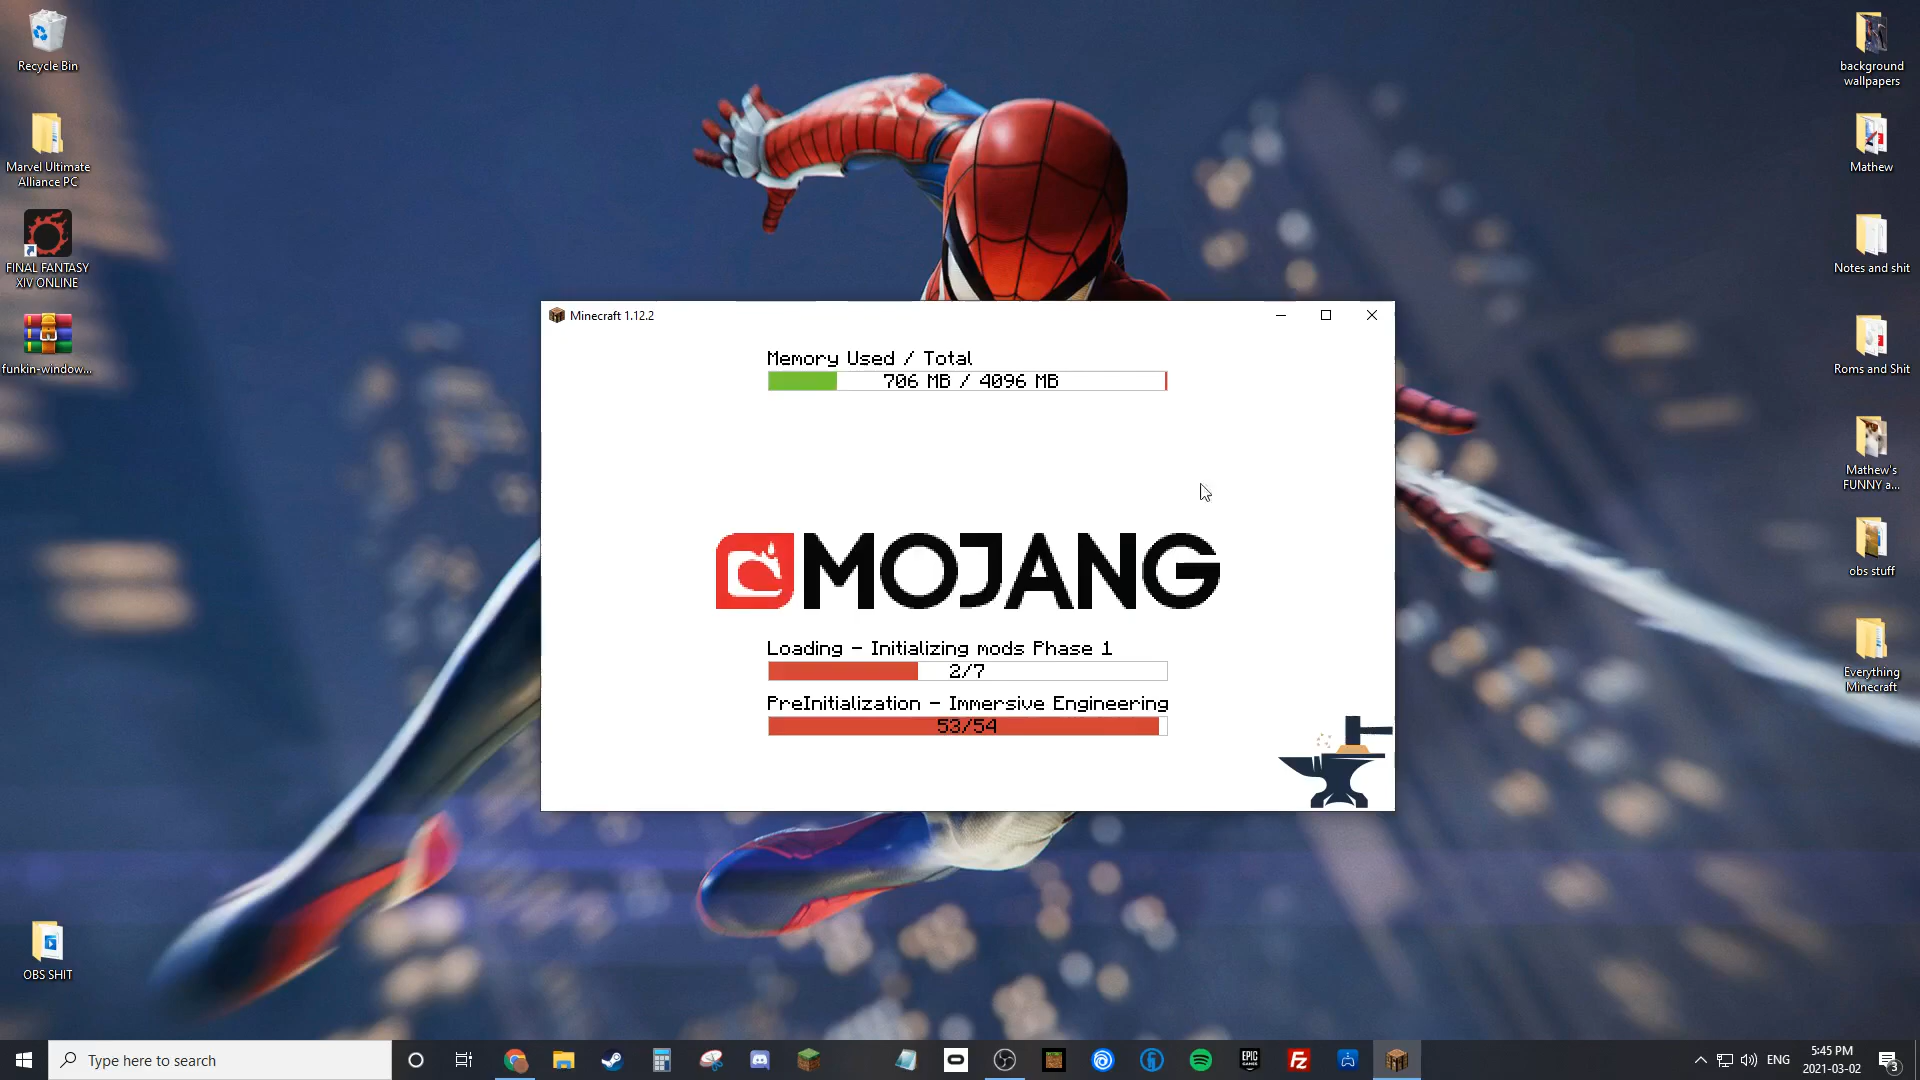 Recycle Bin
Marvel Ultimate
Alliance PC
FINAL FANTASY
XIV ONLINE
funkin-window...
OBS SHIT
Minecraft 1.12.2
Memory Used / Total
706 MB / 4096 MB
MOJANG
Loading - Initializing mods Phase 1
2/7
PreInitialization - Immersive Engineering
53/54
background
wallpapers
Mathew
Notes and shit
Roms and Shit
Mathew's
FUNNY a...
obs stuff
Everything
Minecraft
Type here to search
EPIC
GAMES
ENG
5:45 PM
2021-03-02
3